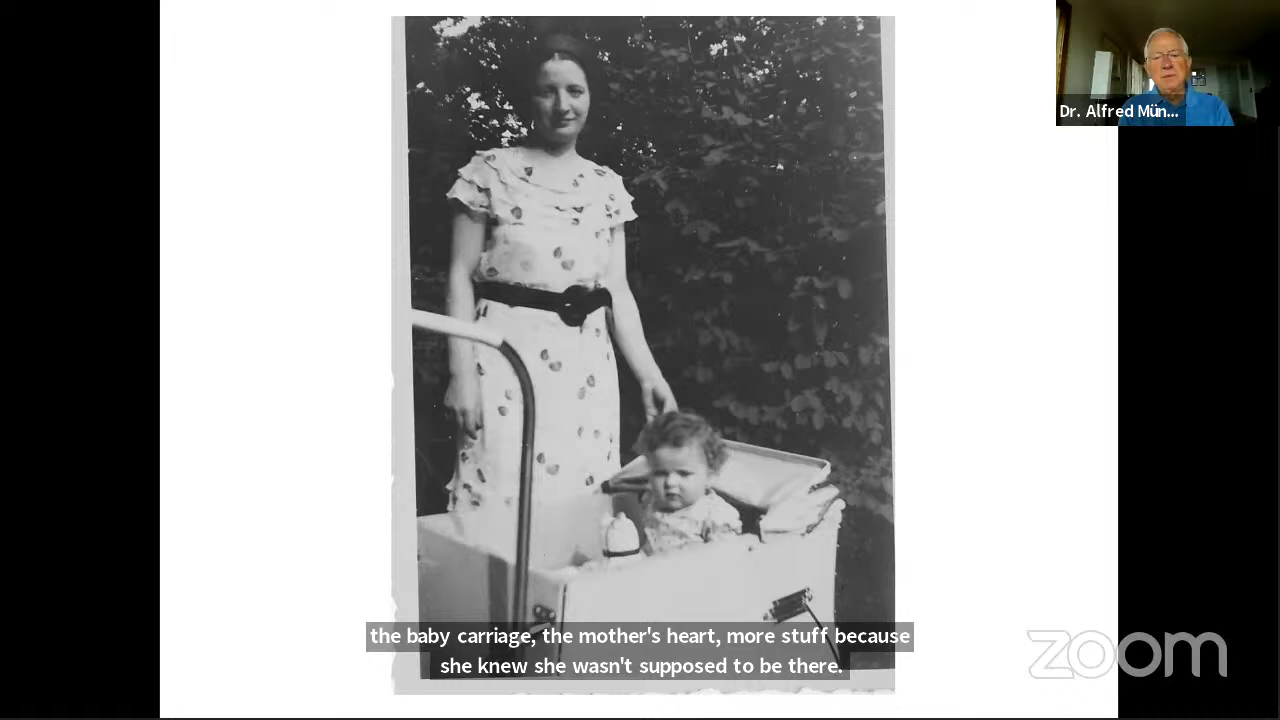 Dr. Alfred Mün...
the baby carriage, the mother's heart, more stuff because
she knew she wasn't supposed to be there.
zoom